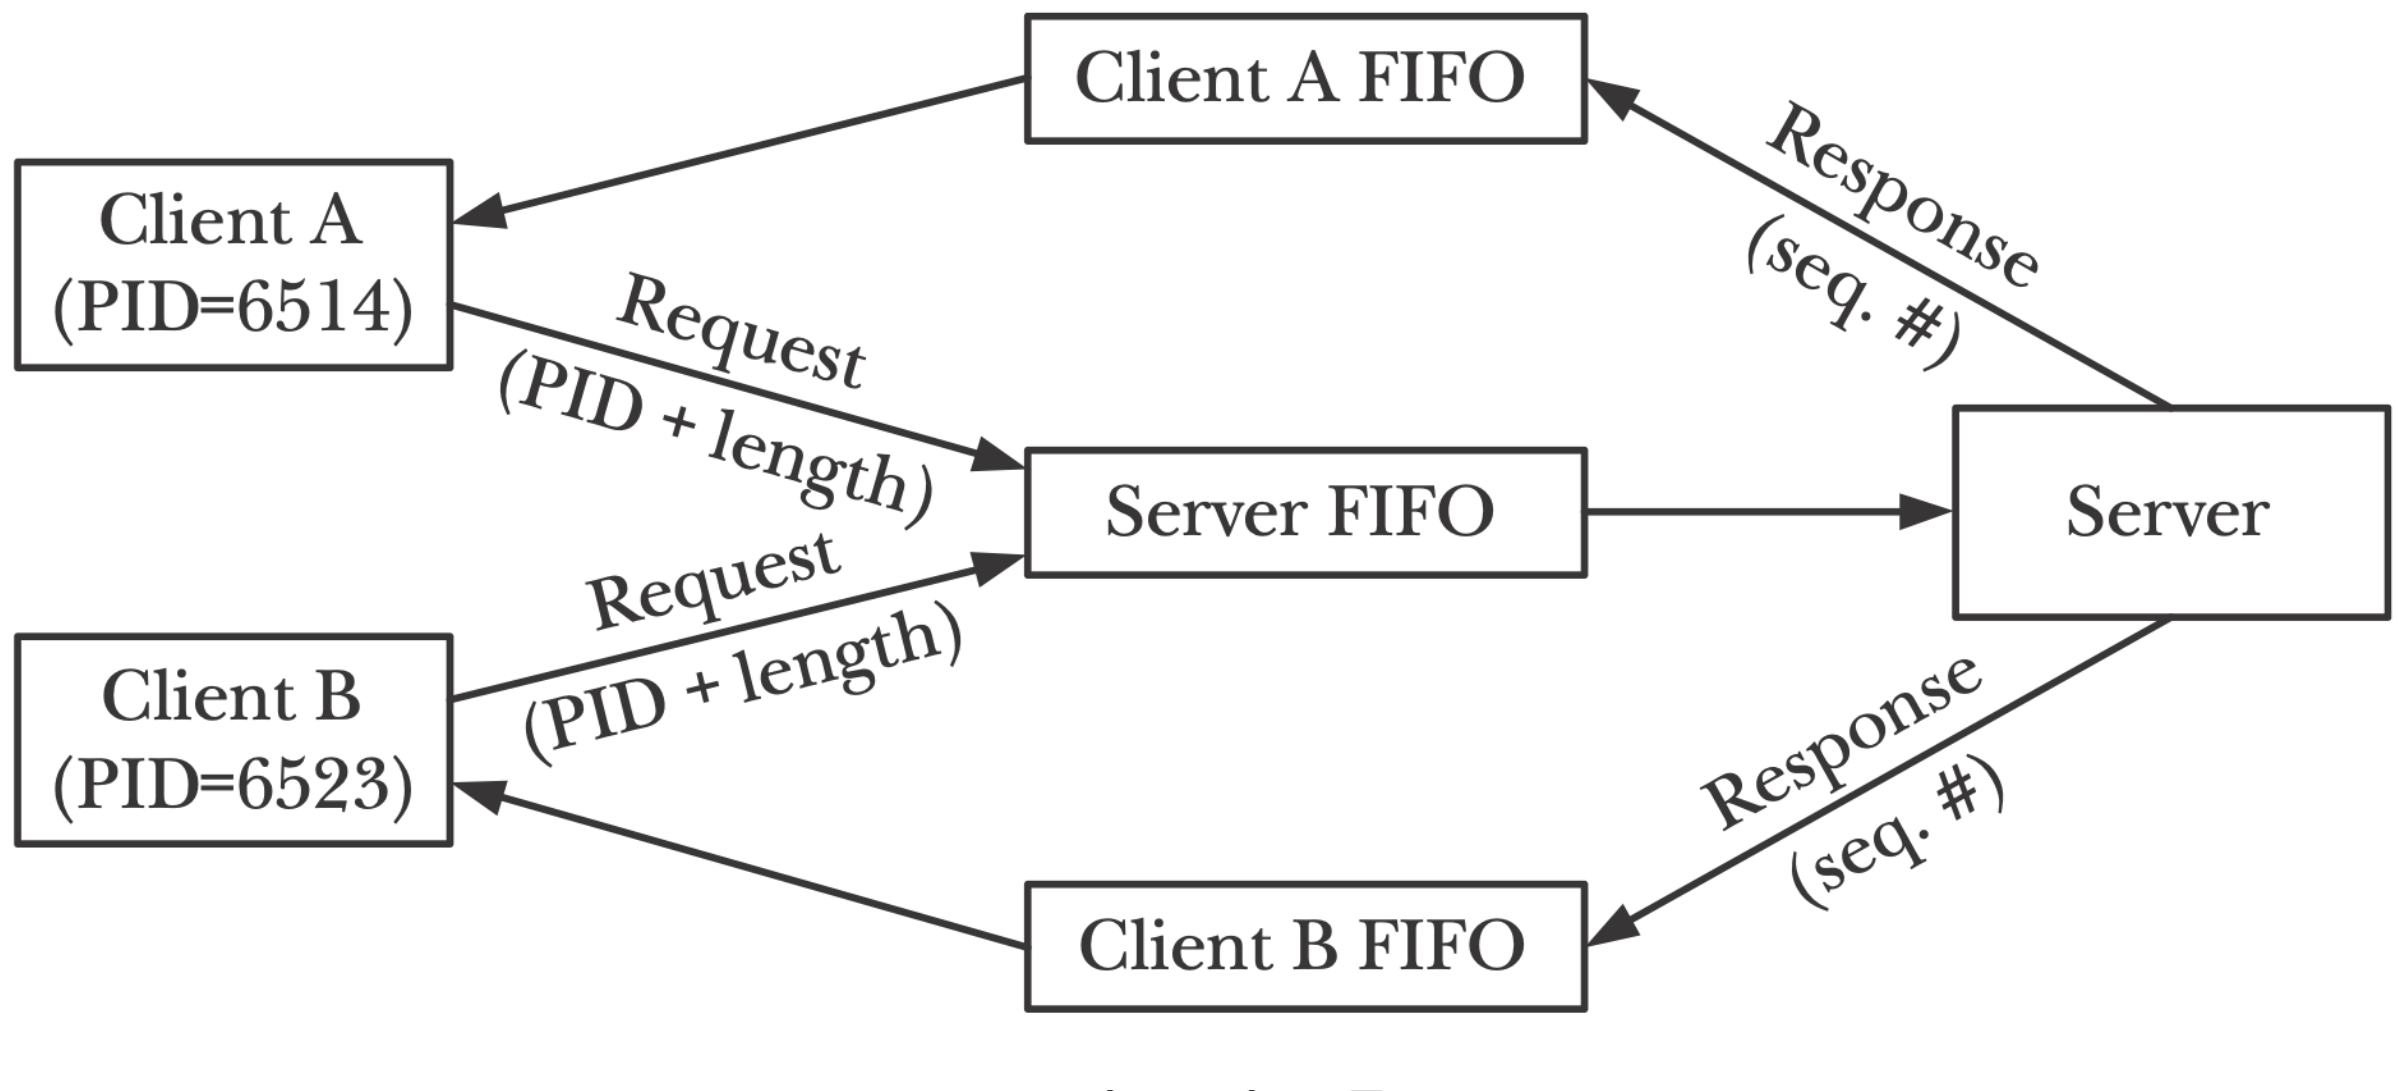 Client A FIFO
Response
(seq. #)
Client A
(PID=6514)
Request
(PID + length)
Server FIFO
Server
Request
(PID + length)
Client B
(PID=6523)
Response
(seq. #)
Client B FIFO